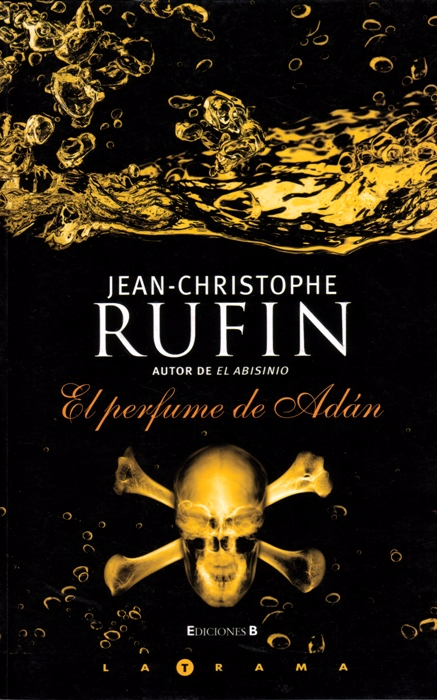 JEAN-CHRISTOPHE
RUFIN
AUTOR DE EL ABISINIO
El perfume de Adán
EDICIONES B
LA TRAMA